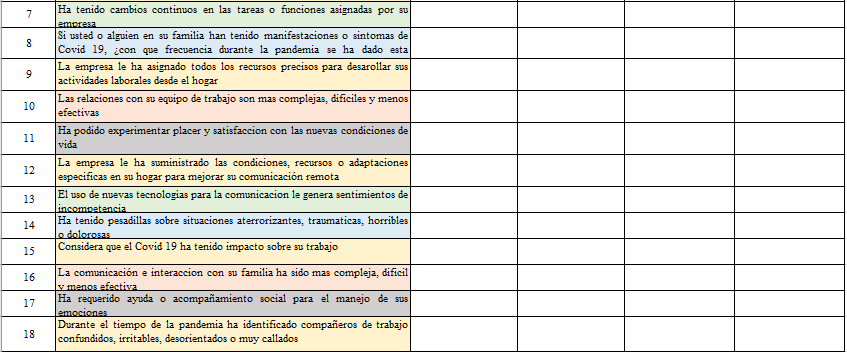 7
Ha tenido cambios continuos en las tareas o funciones asignadas por su
empresa
8
Si usted o alguien en su familia han tenido manifestaciones o sintomas de
Covid 19, ¿con que frecuencia durante la pandemia se ha dado esta
9
La empresa le ha asignado todos los recursos precisos para desarollar sus
actividades laborales desde el hogar
10
Las relaciones con su equipo de trabajo son mas complejas, dificiles y menos
efectivas
11
Ha podido experimentar placer y satisfaccion con las nuevas condiciones de
vida
12
La empresa le ha suministrado las condiciones, recursos o adaptaciones
especificas en su hogar para mejorar su comunicación remota
13
El uso de nuevas tecnologias para la comunicacion le genera sentimientos de
incompetencia
14
Ha tenido pesadillas sobre situaciones aterrorizantes, traumaticas, horribles
o dolorosas
15
Considera que el Covid 19 ha tenido impacto sobre su trabajo
16
La comunicación e interaccion con su familia ha sido mas compleja, dificil
y menos efectiva
17
Ha requerido ayuda o acompañamiento social para el manejo de sus
emociones
18
Durante el tiempo de la pandemia ha identificado compañeros de trabajo
confundidos, irritables, desorientados o muy callados